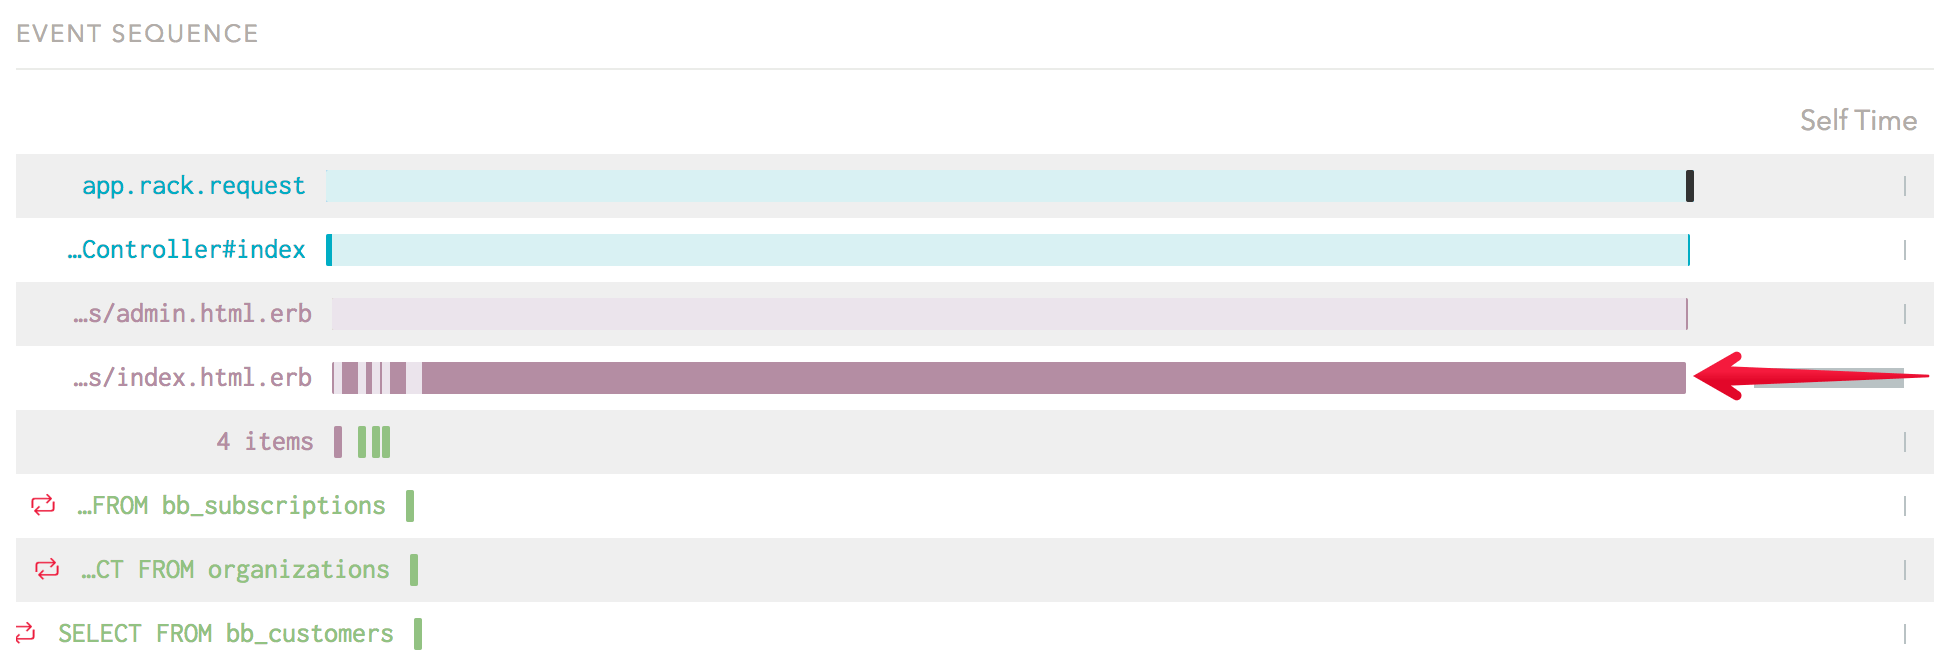 EVENT SEQUENCE
Self Time
app.rack.request
…Controller#index
…s/admin.html.erb
…s/index.html.erb
4 items
…FROM bb_subscriptions
…CT FROM organizations
SELECT FROM bb_customers